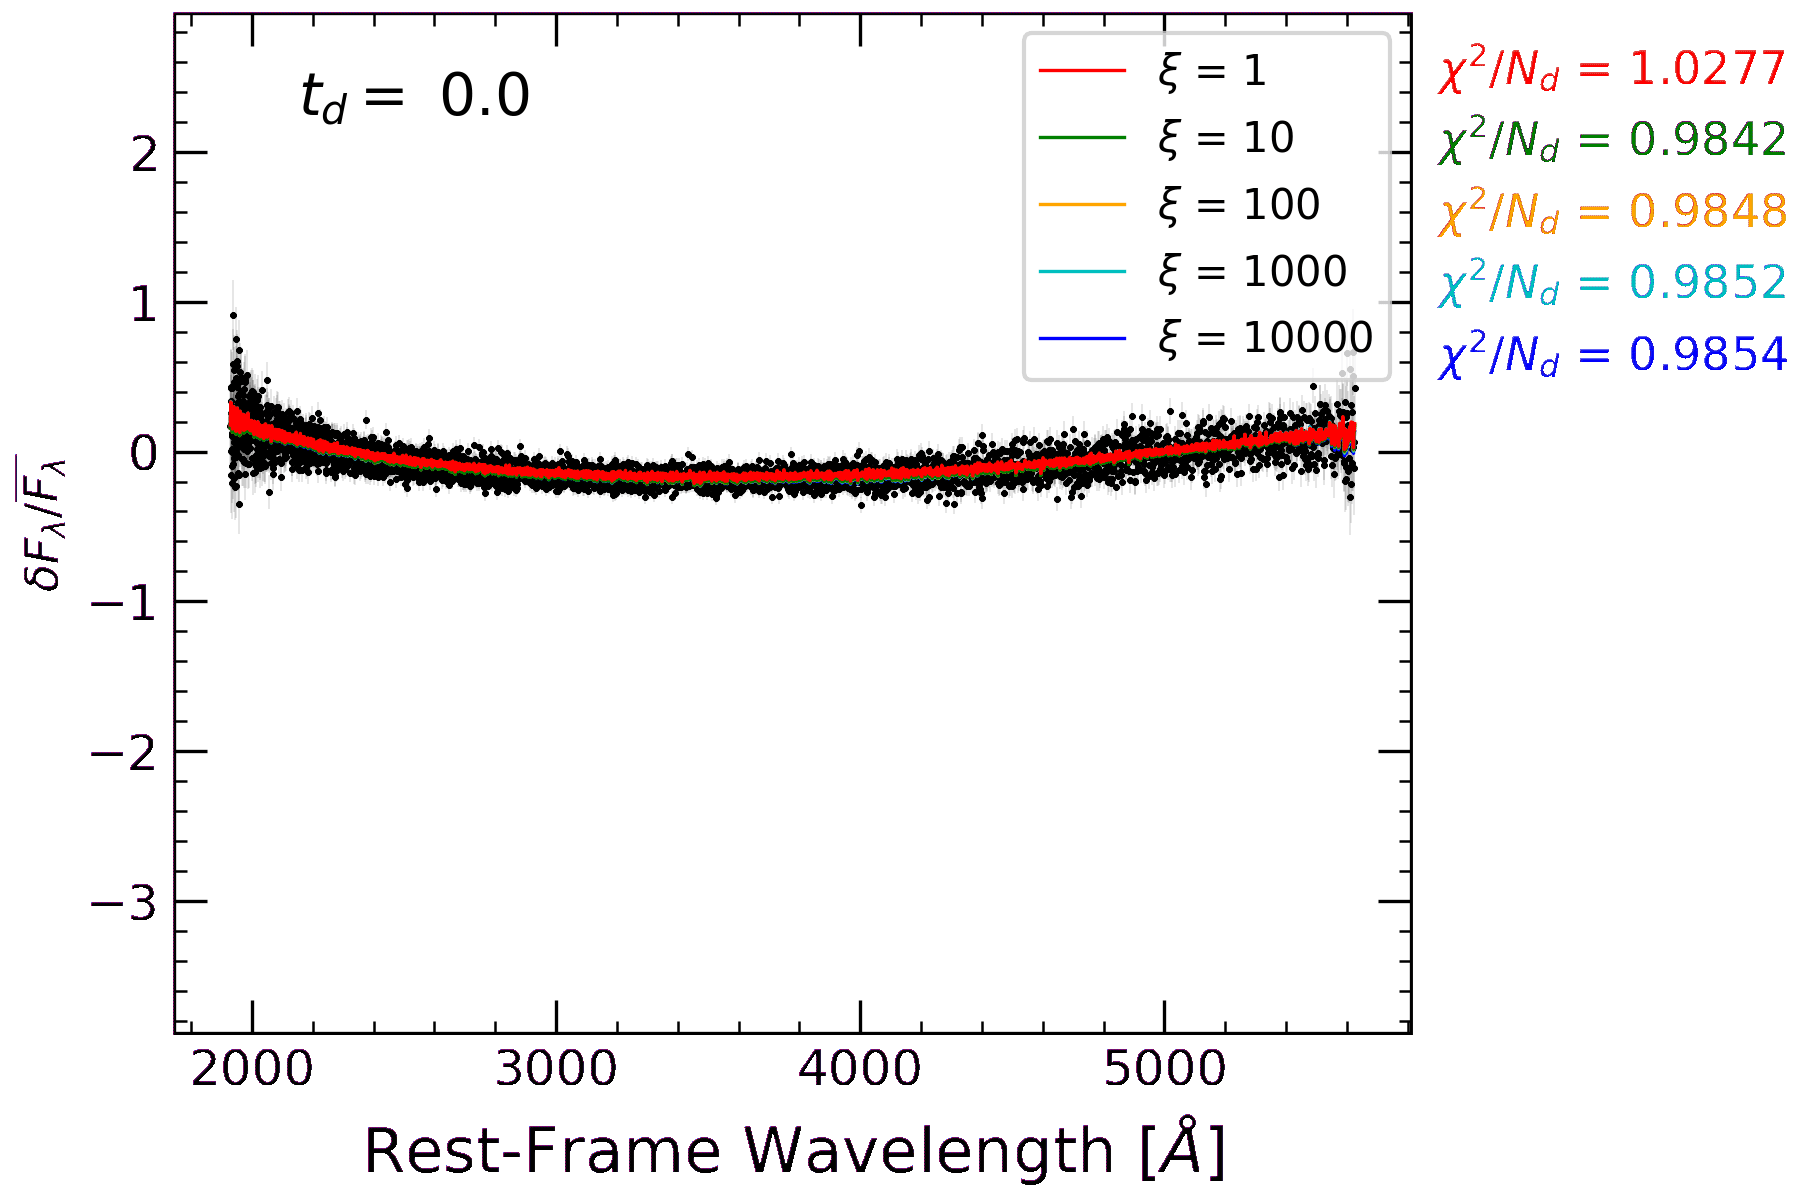 t_d = 0.0
ξ = 1
ξ = 10
ξ = 100
ξ = 1000
ξ = 10000
χ²/N_d = 1.0277
χ²/N_d = 0.9842
χ²/N_d = 0.9848
χ²/N_d = 0.9852
χ²/N_d = 0.9854
2
1
0
−1
−2
−3
δF_λ/F̅_λ
2000 3000 4000 5000
Rest-Frame Wavelength [Å]